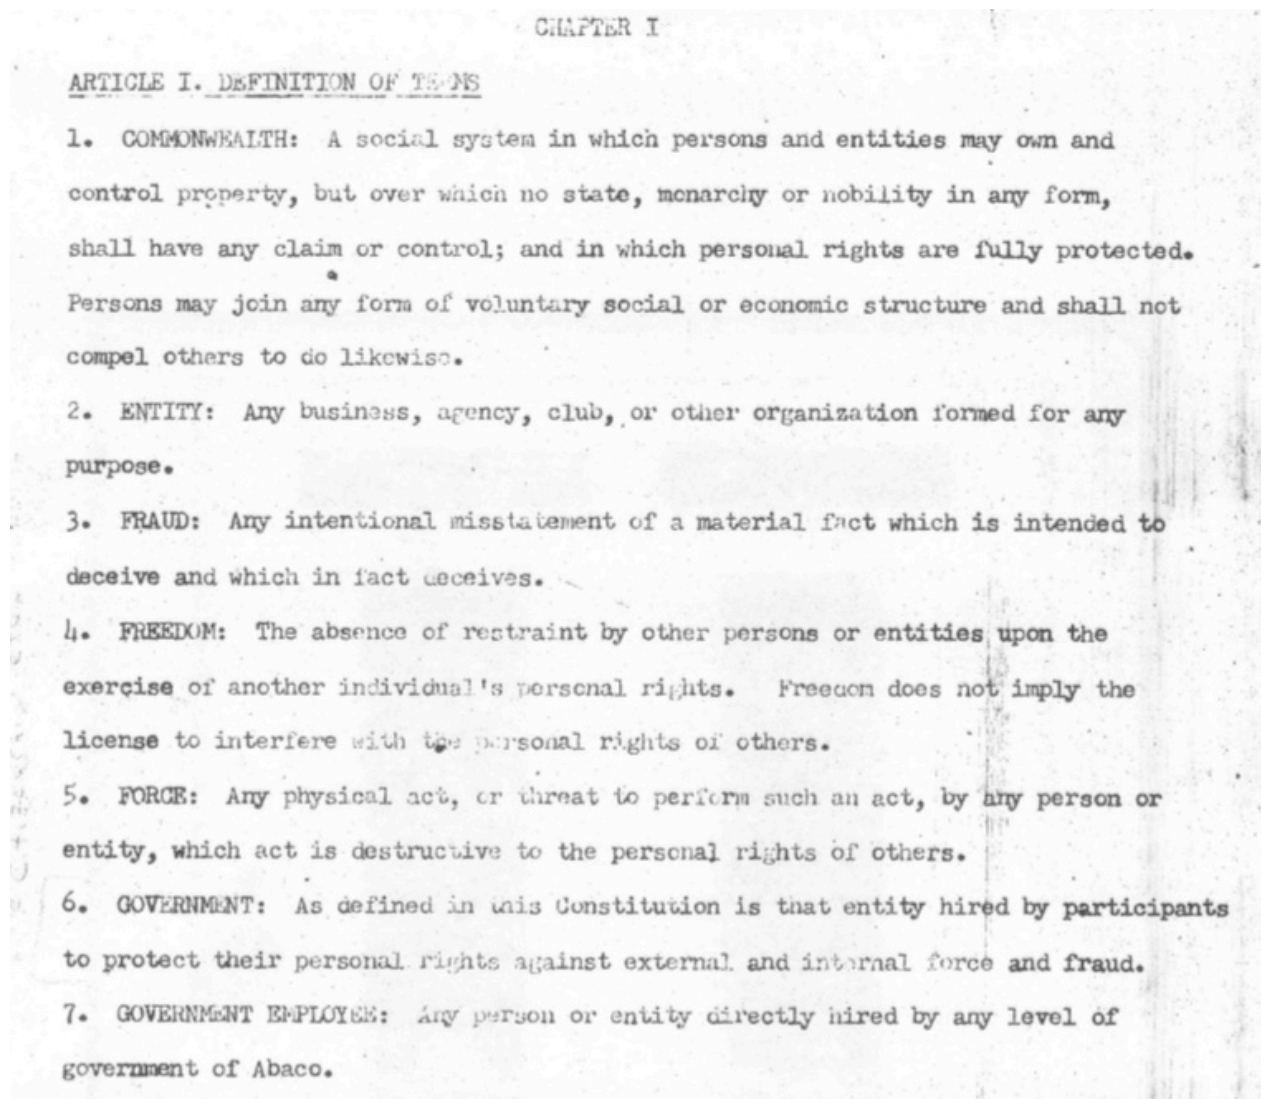 CHAPTER I
ARTICLE I. DEFINITION OF TERMS
1. COMMONWEALTH: A social system in which persons and entities may own and
control property, but over which no state, monarchy or nobility in any form,
shall have any claim or control; and in which personal rights are fully protected.
Persons may join any form of voluntary social or economic structure and shall not
compel others to do likewise.
2. ENTITY: Any business, agency, club, or other organization formed for any
purpose.
3. FRAUD: Any intentional misstatement of a material fact which is intended to
deceive and which in fact deceives.
4. FREEDOM: The absence of restraint by other persons or entities upon the
exercise of another individual's personal rights. Freedom does not imply the
license to interfere with the personal rights of others.
5. FORCE: Any physical act, or threat to perform such an act, by any person or
entity, which act is destructive to the personal rights of others.
6. GOVERNMENT: As defined in this Constitution is that entity hired by participants
to protect their personal rights against external and internal force and fraud.
7. GOVERNMENT EMPLOYEE: Any person or entity directly hired by any level of
government of Abaco.